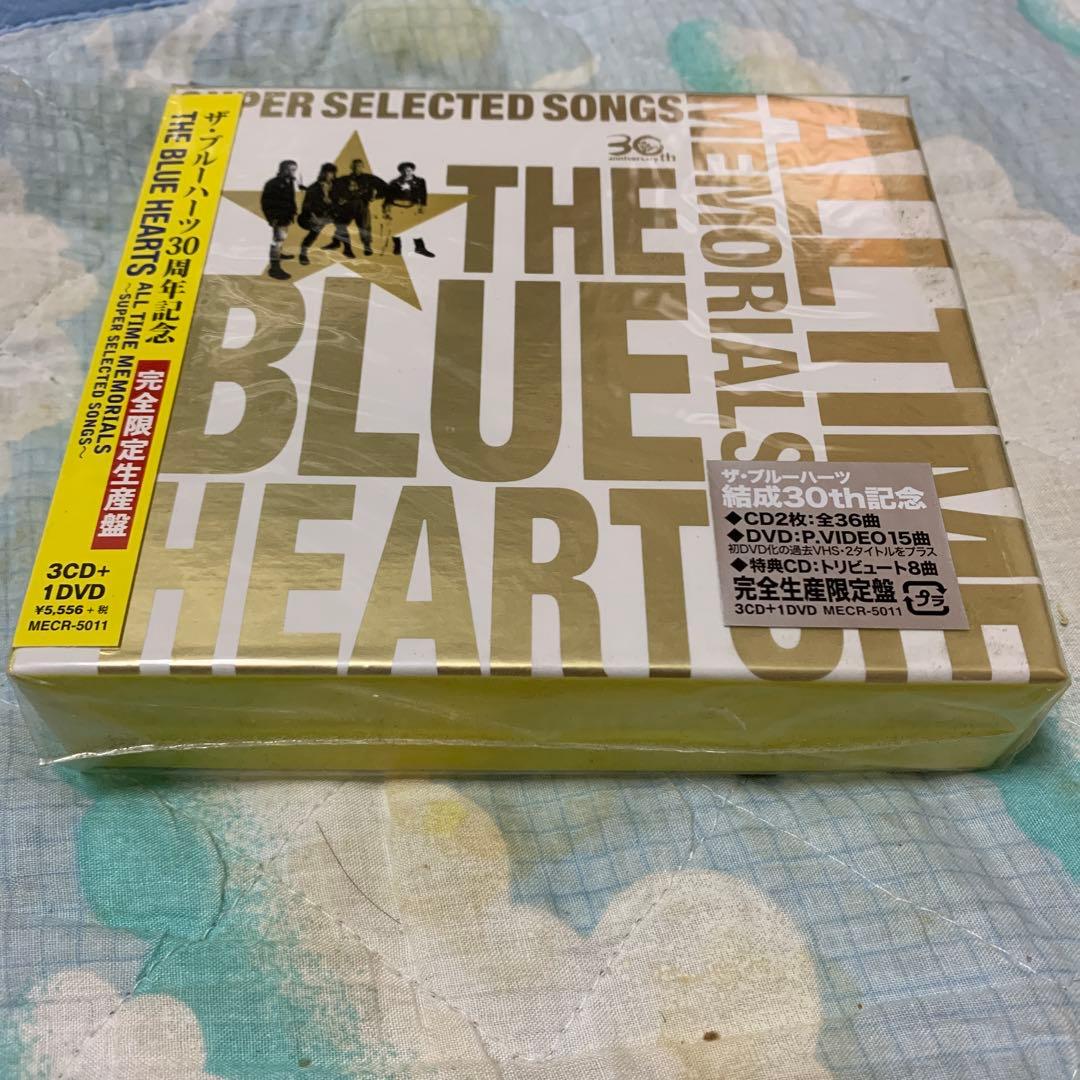 SUPER SELECTED SONGS
30
anniversary th
THE
BLUE
HEARTS
MEMORIALS
ALL TIME
ザ・ブルーハーツ30周年記念
THE BLUE HEARTS ALL TIME MEMORIALS
～SUPER SELECTED SONGS～
完全限定生産盤
3CD+
1DVD
¥5,556+税
MECR-5011
ザ・ブルーハーツ
結成30th記念
◆CD2枚:全36曲
◆DVD:P.VIDEO15曲
初DVD化の過去VHS・2タイトルをプラス
◆特典CD:トリビュート8曲
完全生産限定盤
3CD+1DVD MECR-5011
プラ